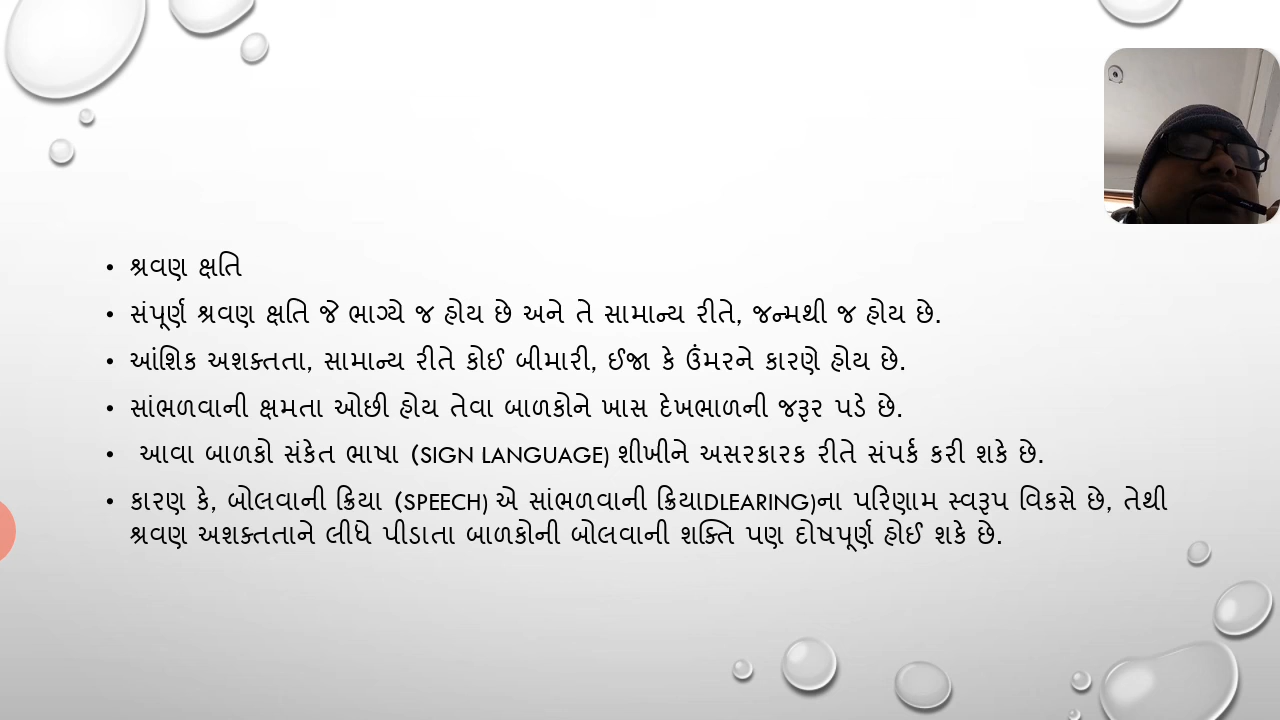 • શ્રવણ ક્ષતિ
• સંપૂર્ણ શ્રવણ ક્ષતિ જે ભાગ્યે જ હોય છે અને તે સામાન્ય રીતે, જન્મથી જ હોય છે.
• આંશિક અશક્તતા, સામાન્ય રીતે કોઈ બીમારી, ઈજા કે ઉંમરને કારણે હોય છે.
• સાંભળવાની ક્ષમતા ઓછી હોય તેવા બાળકોને ખાસ દેખભાળની જરૂર પડે છે.
• આવા બાળકો સંકેત ભાષા (SIGN LANGUAGE) શીખીને અસરકારક રીતે સંપર્ક કરી શકે છે.
• કારણ કે, બોલવાની ક્રિયા (SPEECH) એ સાંભળવાની ક્રિયાDLEARING)ના પરિણામ સ્વરૂપ વિકસે છે, તેથી
શ્રવણ અશક્તતાને લીધે પીડાતા બાળકોની બોલવાની શક્તિ પણ દોષપૂર્ણ હોઈ શકે છે.